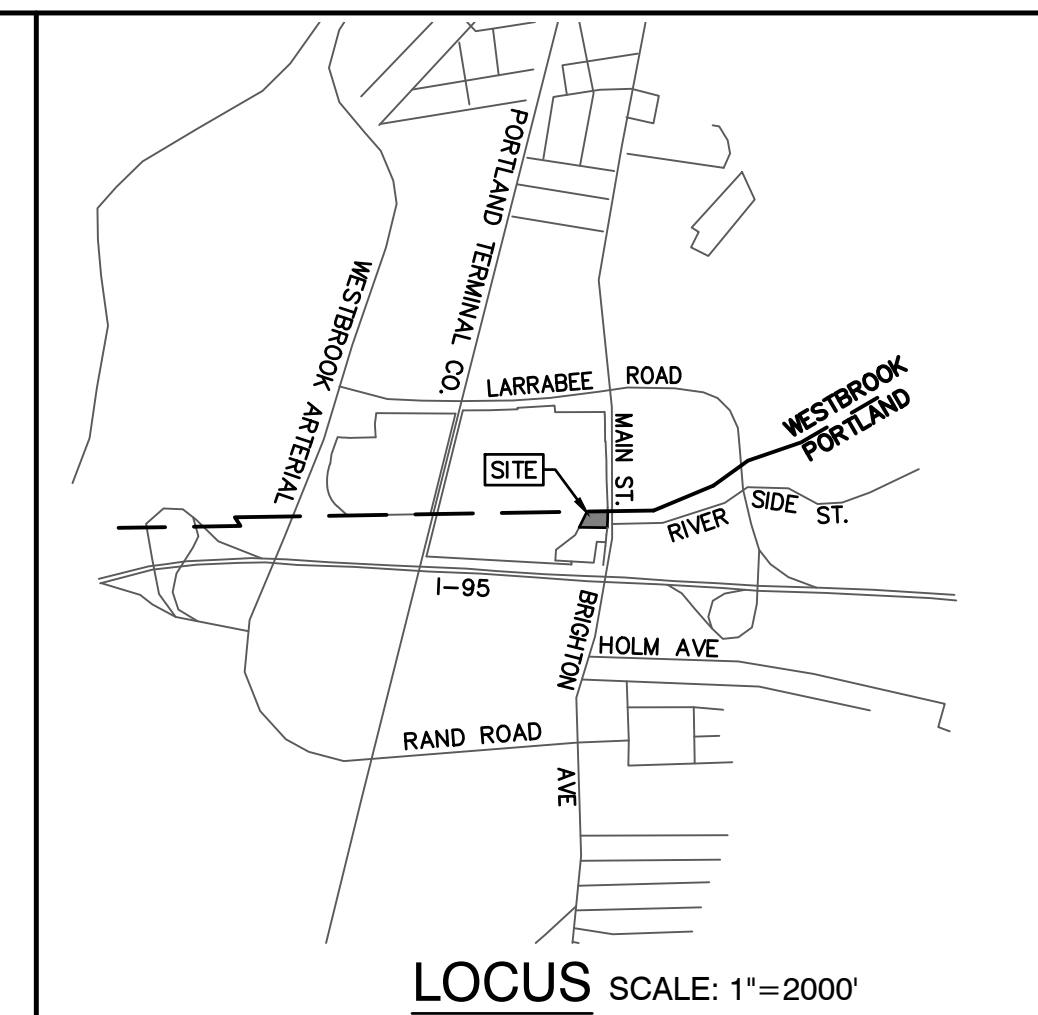 PORTLAND TERMINAL CO.
WESTBROOK ARTERIAL
LARRABEE ROAD
WESTBROOK
PORTLAND
MAIN ST.
SITE
RIVER SIDE ST.
I-95
BRIGHTON AVE
HOLM AVE
RAND ROAD
LOCUS SCALE: 1"=2000'